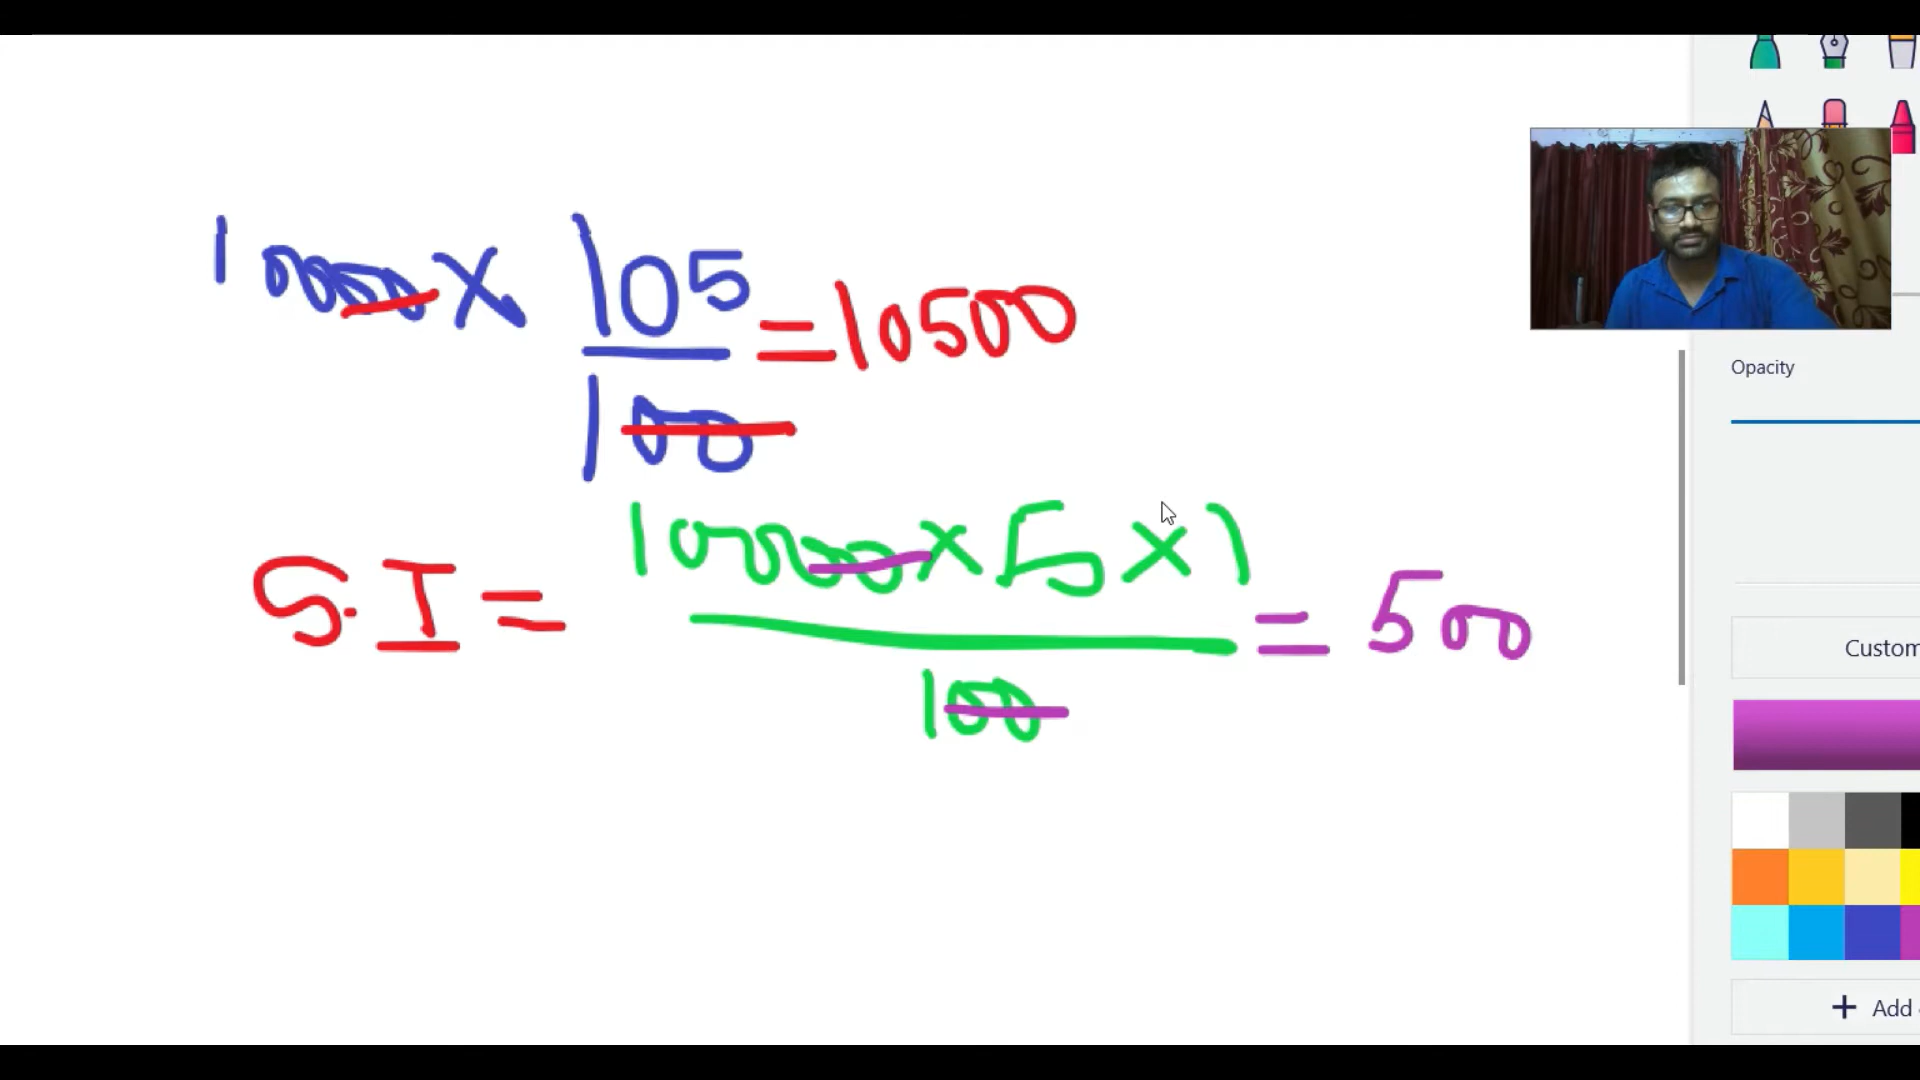 10000 × 105/100 = 10500
S.I = 10000 × 5 × 1/100 = 500
Opacity
Custom
+ Add